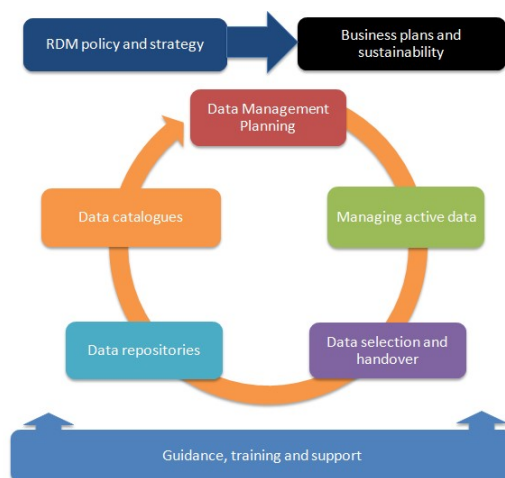 RDM policy and strategy
Business plans and
sustainability
Data Management
Planning
Data catalogues
Managing active data
Data repositories
Data selection and
handover
Guidance, training and support